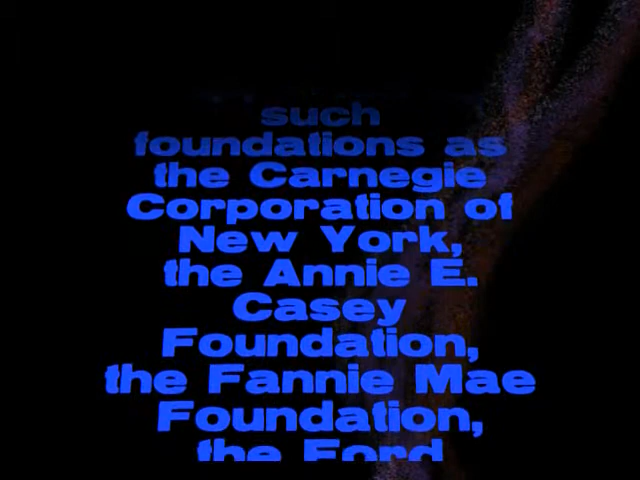 such
foundations as
the Carnegie
Corporation of
New York,
the Annie E.
Casey
Foundation,
the Fannie Mae
Foundation,
the Ford